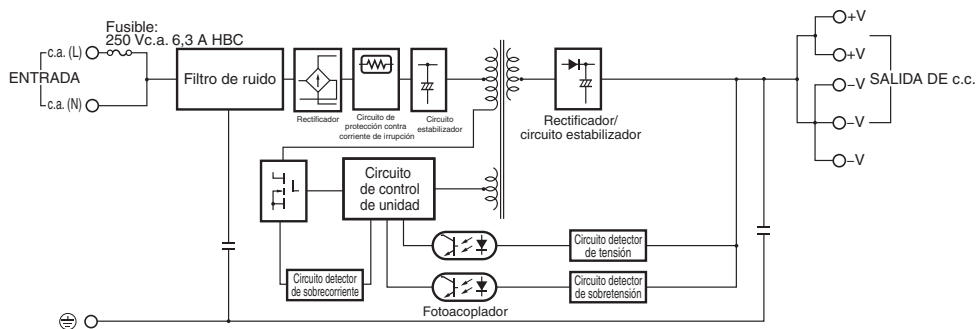 Fusible:
250 Vc.a. 6,3 A HBC
c.a. (L)
ENTRADA
c.a. (N)
Filtro de ruido
Rectificador
Circuito de
protección contra
corriente de irrupción
Circuito
estabilizador
Rectificador/
circuito estabilizador
+V
+V
SALIDA DE c.c.
–V
–V
–V
Circuito
de control
de unidad
Circuito detector
de sobrecorriente
Circuito detector
de tensión
Circuito detector
de sobretensión
Fotoacoplador